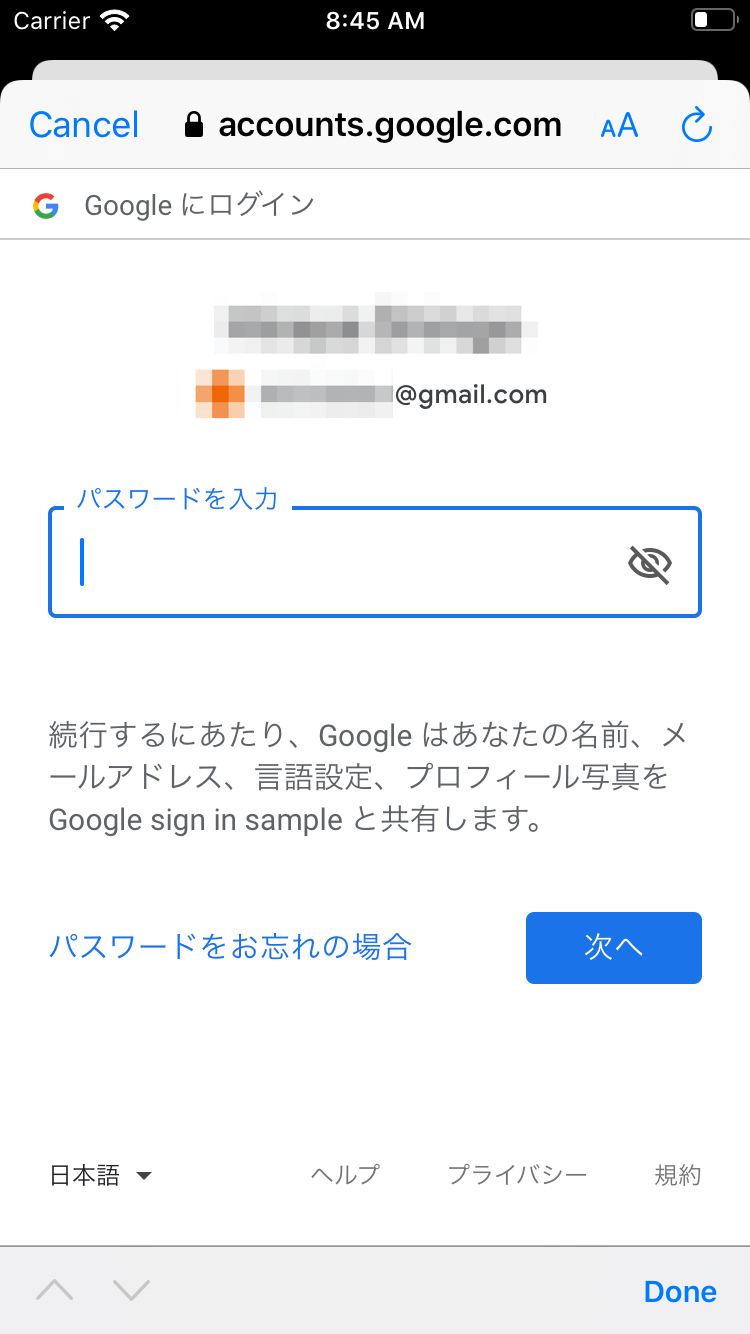 Carrier 8:45 AM
Cancel accounts.google.com AA
Google にログイン
@gmail.com
パスワードを入力
続行するにあたり、Google はあなたの名前、メ
ールアドレス、言語設定、プロフィール写真を
Google sign in sample と共有します。
パスワードをお忘れの場合 次へ
日本語 ヘルプ プライバシー 規約
Done